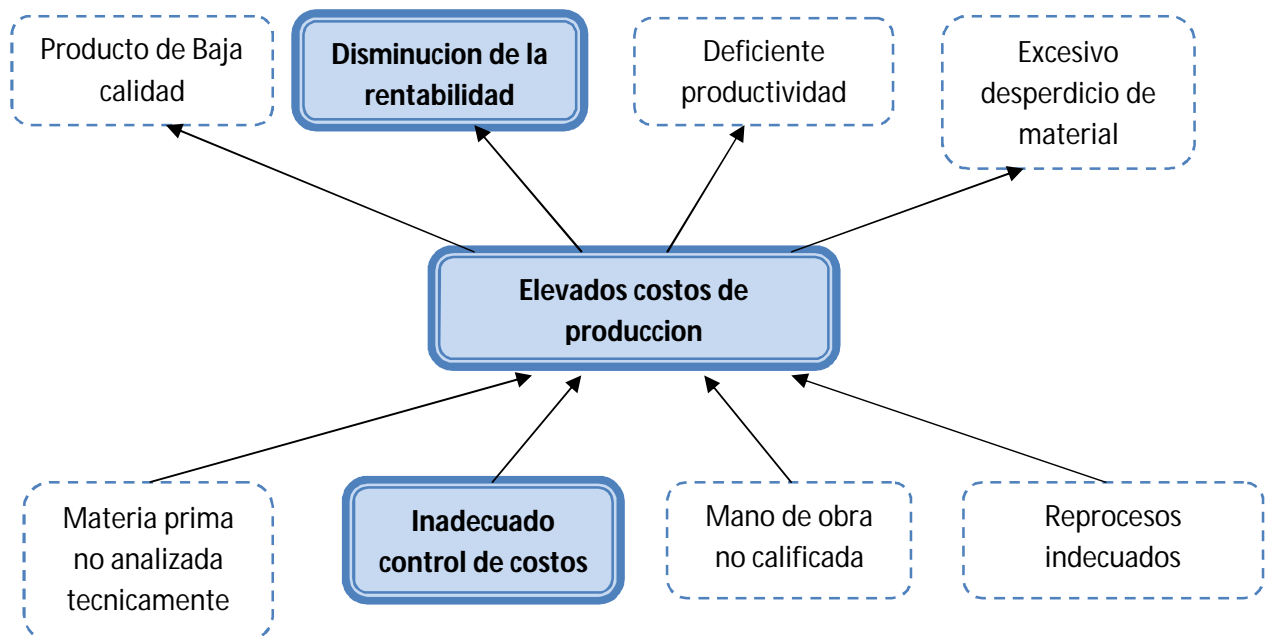 Producto de Baja
calidad
Disminucion de la
rentabilidad
Deficiente
productividad
Excesivo
desperdicio de
material
Elevados costos de
produccion
Materia prima
no analizada
tecnicamente
Inadecuado
control de costos
Mano de obra
no calificada
Reprocesos
indecuados